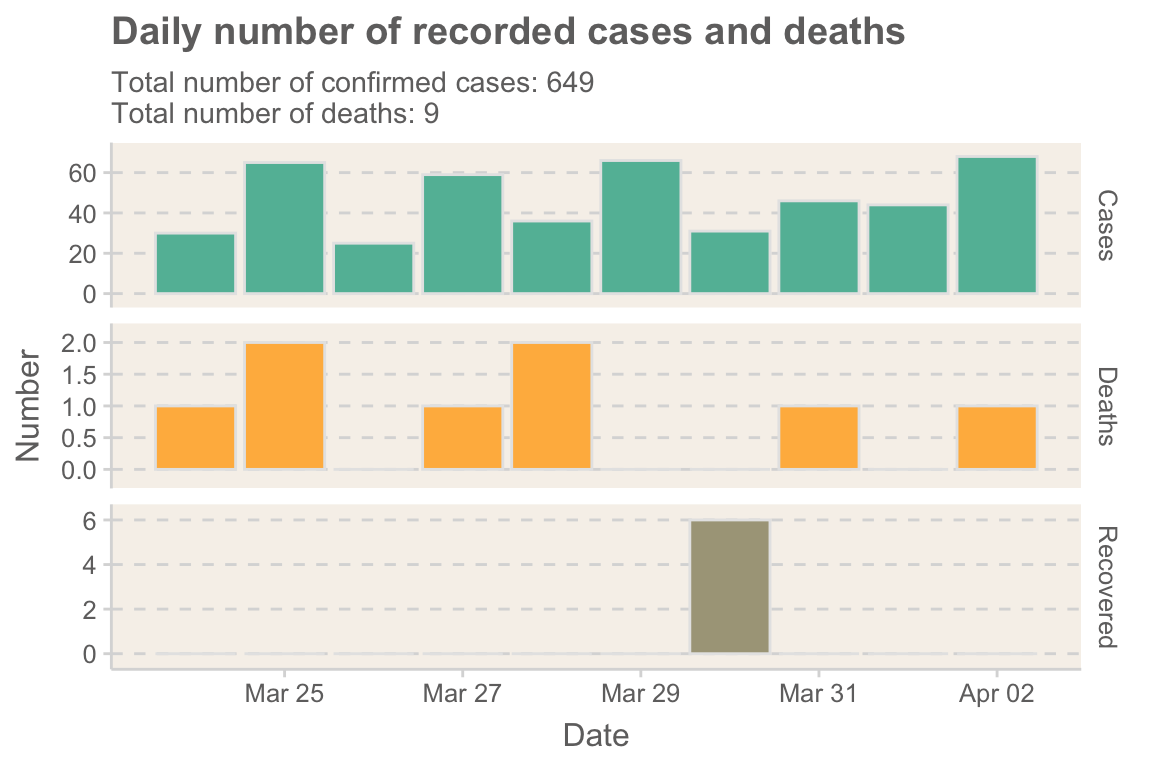 Daily number of recorded cases and deaths
Total number of confirmed cases: 649
Total number of deaths: 9
60
40
20
0
Cases
2.0
1.5
1.0
0.5
0.0
Deaths
Number
6
4
2
0
Recovered
Mar 25 Mar 27 Mar 29 Mar 31 Apr 02
Date